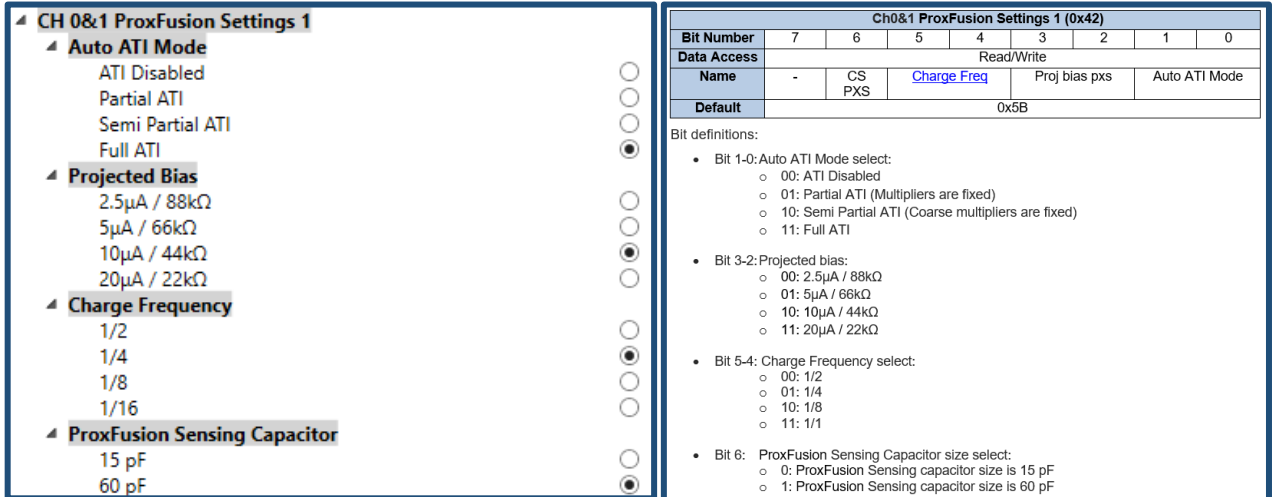 CH 0&1 ProxFusion Settings 1
Auto ATI Mode
ATI Disabled
Partial ATI
Semi Partial ATI
Full ATI
Projected Bias
2.5µA / 88kΩ
5µA / 66kΩ
10µA / 44kΩ
20µA / 22kΩ
Charge Frequency
1/2
1/4
1/8
1/16
ProxFusion Sensing Capacitor
15 pF
60 pF
Ch0&1 ProxFusion Settings 1 (0x42)
Bit Number 7 6 5 4 3 2 1 0
Data Access Read/Write
Name - CS PXS Charge Freq Proj bias pxs Auto ATI Mode
Default 0x5B
Bit definitions:
• Bit 1-0: Auto ATI Mode select:
○ 00: ATI Disabled
○ 01: Partial ATI (Multipliers are fixed)
○ 10: Semi Partial ATI (Coarse multipliers are fixed)
○ 11: Full ATI
• Bit 3-2: Projected bias:
○ 00: 2.5µA / 88kΩ
○ 01: 5µA / 66kΩ
○ 10: 10µA / 44kΩ
○ 11: 20µA / 22kΩ
• Bit 5-4: Charge Frequency select:
○ 00: 1/2
○ 01: 1/4
○ 10: 1/8
○ 11: 1/1
• Bit 6: ProxFusion Sensing Capacitor size select:
○ 0: ProxFusion Sensing capacitor size is 15 pF
○ 1: ProxFusion Sensing capacitor size is 60 pF